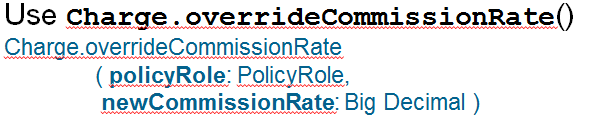 Use Charge.overrideCommissionRate()
Charge.overrideCommissionRate
( policyRole: PolicyRole,
newCommissionRate: Big Decimal )